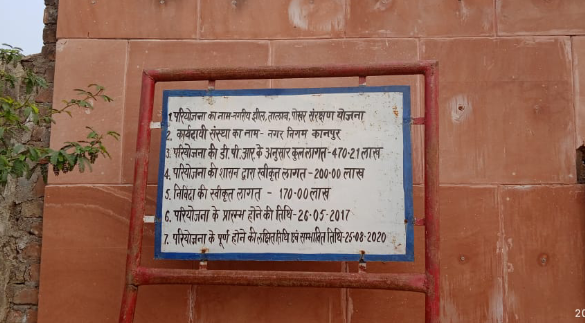 1. परियोजना का नाम-नगरीय झील, तालाब, पोखर संरक्षण योजना
2. कार्यदायी संस्था का नाम - नगर निगम कानपुर
3. परियोजना की डी.पी.आर के अनुसार कुल लागत-470-21 लाख
4. परियोजना की शासन द्वारा स्वीकृत लागत -200-00 लाख
5. निविदा की स्वीकृत लागत - 170-00 लाख
6. परियोजना के प्रारम्भ होने की तिथि-26-05-2017
7. परियोजना के पूर्ण होने की लक्षित तिथि एवं सम्भावित तिथि-25-08-2020